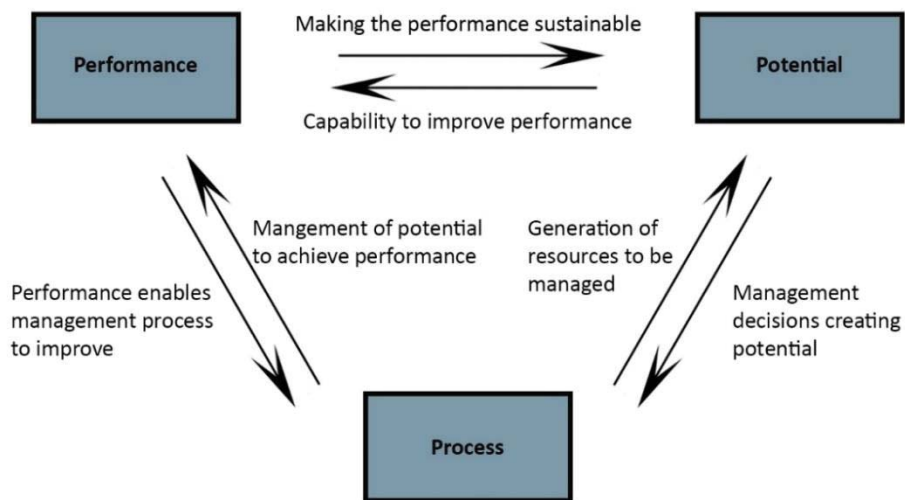 Making the performance sustainable
Performance
Potential
Capability to improve performance
Mangement of potential
to achieve performance
Generation of
resources to be
managed
Performance enables
management process
to improve
Management
decisions creating
potential
Process